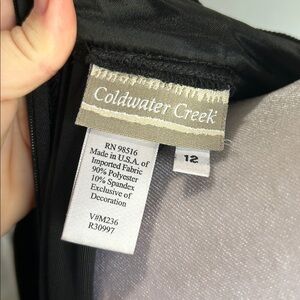 Coldwater Creek
12
RN 98516
Made in U.S.A. of
Imported Fabric
90% Polyester
10% Spandex
Exclusive of
Decoration
V#M236
R30997